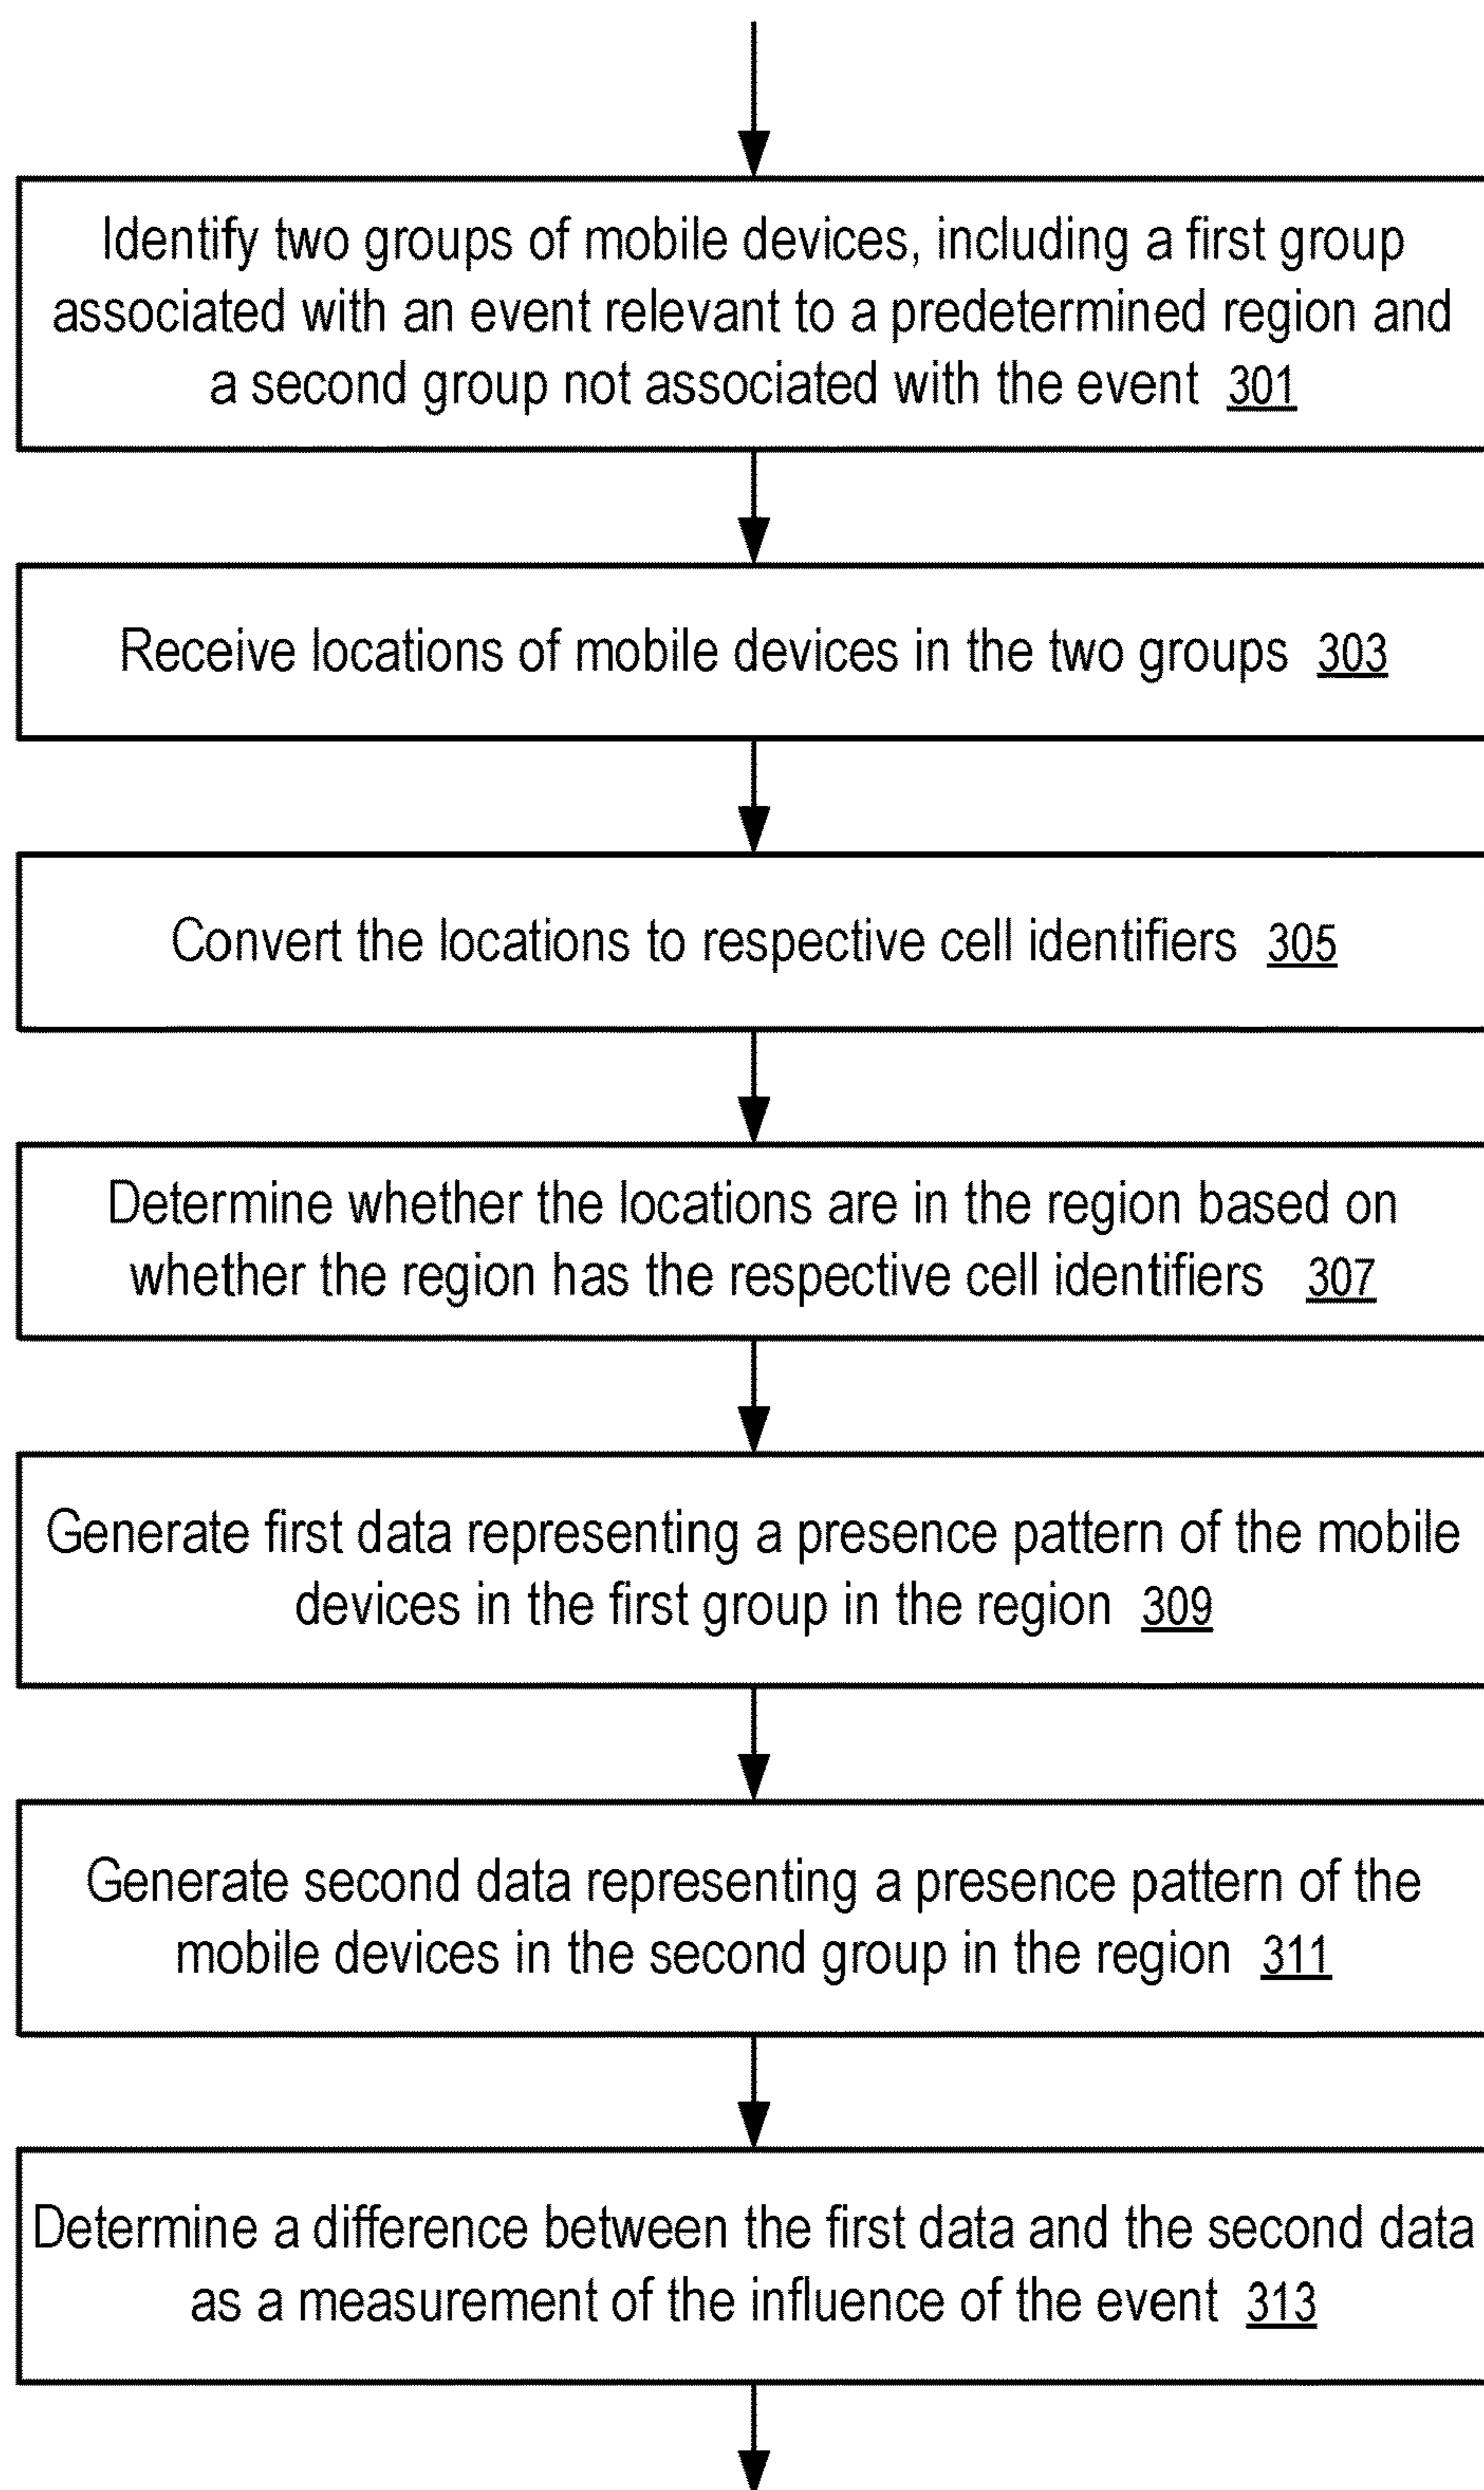 Identify two groups of mobile devices, including a first group
associated with an event relevant to a predetermined region and
a second group not associated with the event 301
Receive locations of mobile devices in the two groups 303
Convert the locations to respective cell identifiers 305
Determine whether the locations are in the region based on
whether the region has the respective cell identifiers 307
Generate first data representing a presence pattern of the mobile
devices in the first group in the region 309
Generate second data representing a presence pattern of the
mobile devices in the second group in the region 311
Determine a difference between the first data and the second data
as a measurement of the influence of the event 313